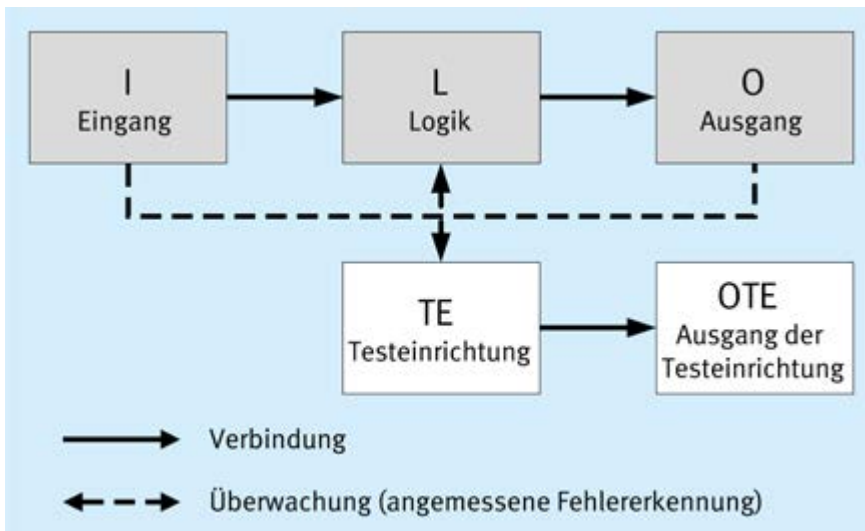 I
Eingang
L
Logik
O
Ausgang
TE
Testeinrichtung
OTE
Ausgang der
Testeinrichtung
Verbindung
Überwachung (angemessene Fehlererkennung)